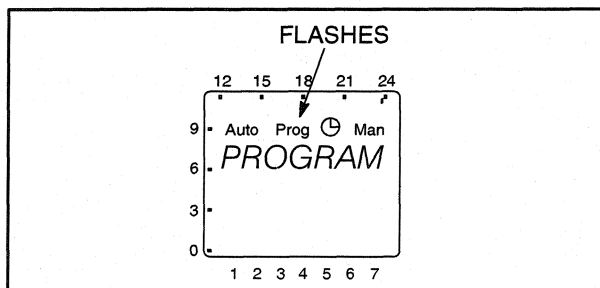 FLASHES
12 15 18 21 24
9 Auto Prog Man
PROGRAM
6
3
0
1 2 3 4 5 6 7